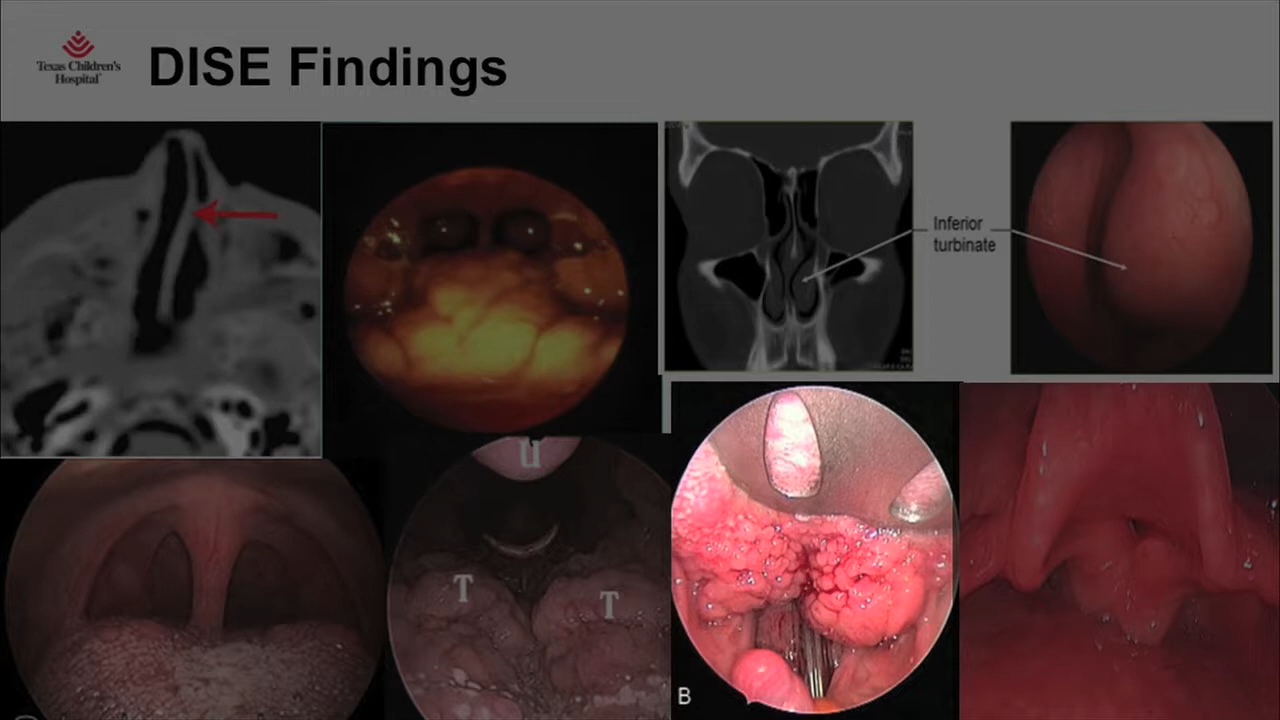 Texas Children's
Hospital
DISE Findings
Inferior
turbinate
u
T
T
B